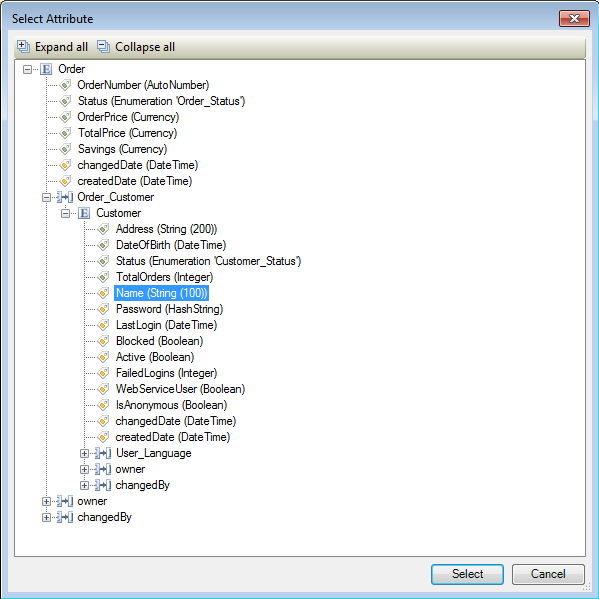 Select Attribute
Expand all Collapse all
Order
OrderNumber (AutoNumber)
Status (Enumeration 'Order_Status')
OrderPrice (Currency)
TotalPrice (Currency)
Savings (Currency)
changedDate (DateTime)
createdDate (DateTime)
Order_Customer
Customer
Address (String (200))
DateOfBirth (DateTime)
Status (Enumeration 'Customer_Status')
TotalOrders (Integer)
Name (String (100))
Password (HashString)
LastLogin (DateTime)
Blocked (Boolean)
Active (Boolean)
FailedLogins (Integer)
WebServiceUser (Boolean)
IsAnonymous (Boolean)
changedDate (DateTime)
createdDate (DateTime)
User_Language
owner
changedBy
owner
changedBy
Select Cancel